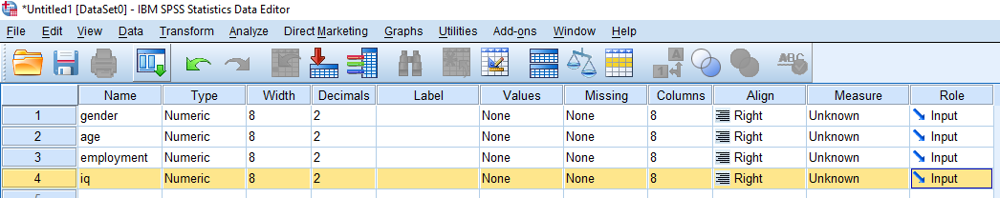 *Untitled1 [DataSet0] - IBM SPSS Statistics Data Editor
File Edit View Data Transform Analyze Direct Marketing Graphs Utilities Add-ons Window Help
1 A 14 ABC
Name Type Width Decimals Label Values Missing Columns Align Measure Role
1 gender Numeric 8 2 None None 8 Right Unknown Input
2 age Numeric 8 2 None None 8 Right Unknown Input
3 employment Numeric 8 2 None None 8 Right Unknown Input
4 iq Numeric 8 2 None None 8 Right Unknown Input